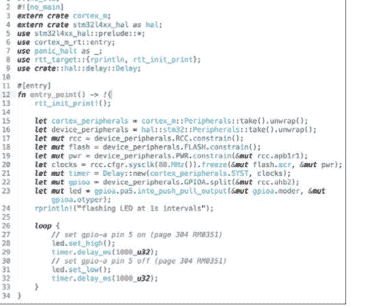 2 #![no_main]
3 extern crate cortex_m;
4 extern crate stm32l4xx_hal as hal;
5 use stm32l4xx_hal::prelude::*;
6 use cortex_m_rt::entry;
7 use panic_halt as _;
8 use rtt_target::{rprintln, rtt_init_print};
9 use crate::hal::delay::Delay;
10
11 #[entry]
12 fn entry_point() -> !{
13 rtt_init_print!();
14
15 let cortex_peripherals = cortex_m::Peripherals::take().unwrap();
16 let device_peripherals = hal::stm32::Peripherals::take().unwrap();
17 let mut rcc = device_peripherals.RCC.constrain();
18 let mut flash = device_peripherals.FLASH.constrain();
19 let mut pwr = device_peripherals.PWR.constrain(&mut rcc.apb1r1);
20 let clocks = rcc.cfgr.sysclk(80.MHz()).freeze(&mut flash.acr, &mut pwr);
21 let mut timer = Delay::new(cortex_peripherals.SYST, clocks);
22 let mut gpioa = device_peripherals.GPIOA.split(&mut rcc.ahb2);
23 let mut led = gpioa.pa5.into_push_pull_output(&mut gpioa.moder, &mut
gpioa.otyper);
24 rprintln!("flashing LED at 1s intervals");
25
26 loop {
27 // set gpio-a pin 5 on (page 304 RM0351)
28 led.set_high();
29 timer.delay_ms(1000_u32);
30 // set gpio-a pin 5 off (page 304 RM0351)
31 led.set_low();
32 timer.delay_ms(1000_u32);
33 }
34 }